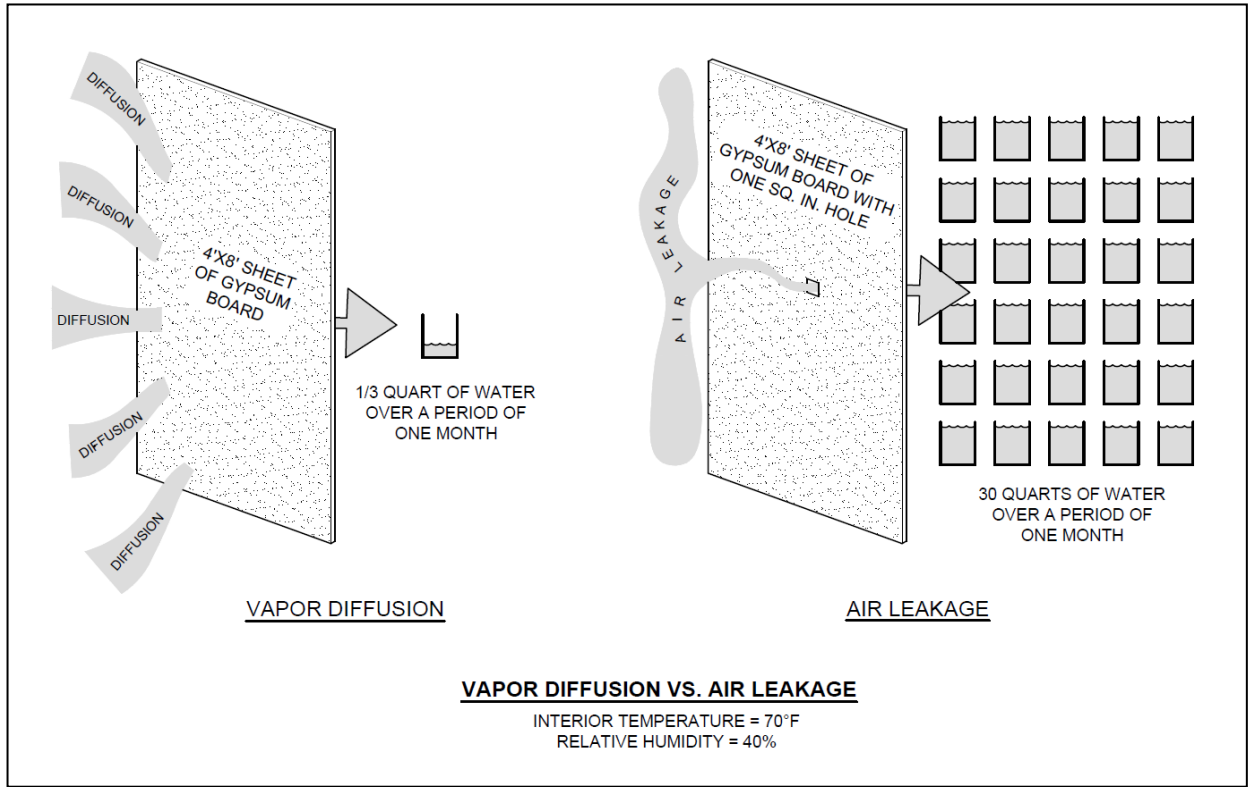 DIFFUSION
DIFFUSION
DIFFUSION
DIFFUSION
DIFFUSION
4'X8' SHEET
OF GYPSUM
BOARD
1/3 QUART OF WATER
OVER A PERIOD OF
ONE MONTH
VAPOR DIFFUSION
AIR LEAKAGE
4'X8' SHEET OF
GYPSUM BOARD WITH
ONE SQ. IN. HOLE
30 QUARTS OF WATER
OVER A PERIOD OF
ONE MONTH
AIR LEAKAGE
VAPOR DIFFUSION VS. AIR LEAKAGE
INTERIOR TEMPERATURE = 70°F
RELATIVE HUMIDITY = 40%